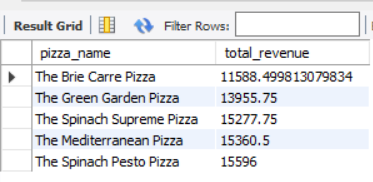 Result Grid Filter Rows:
pizza_name total_revenue
The Brie Carre Pizza 11588.499813079834
The Green Garden Pizza 13955.75
The Spinach Supreme Pizza 15277.75
The Mediterranean Pizza 15360.5
The Spinach Pesto Pizza 15596